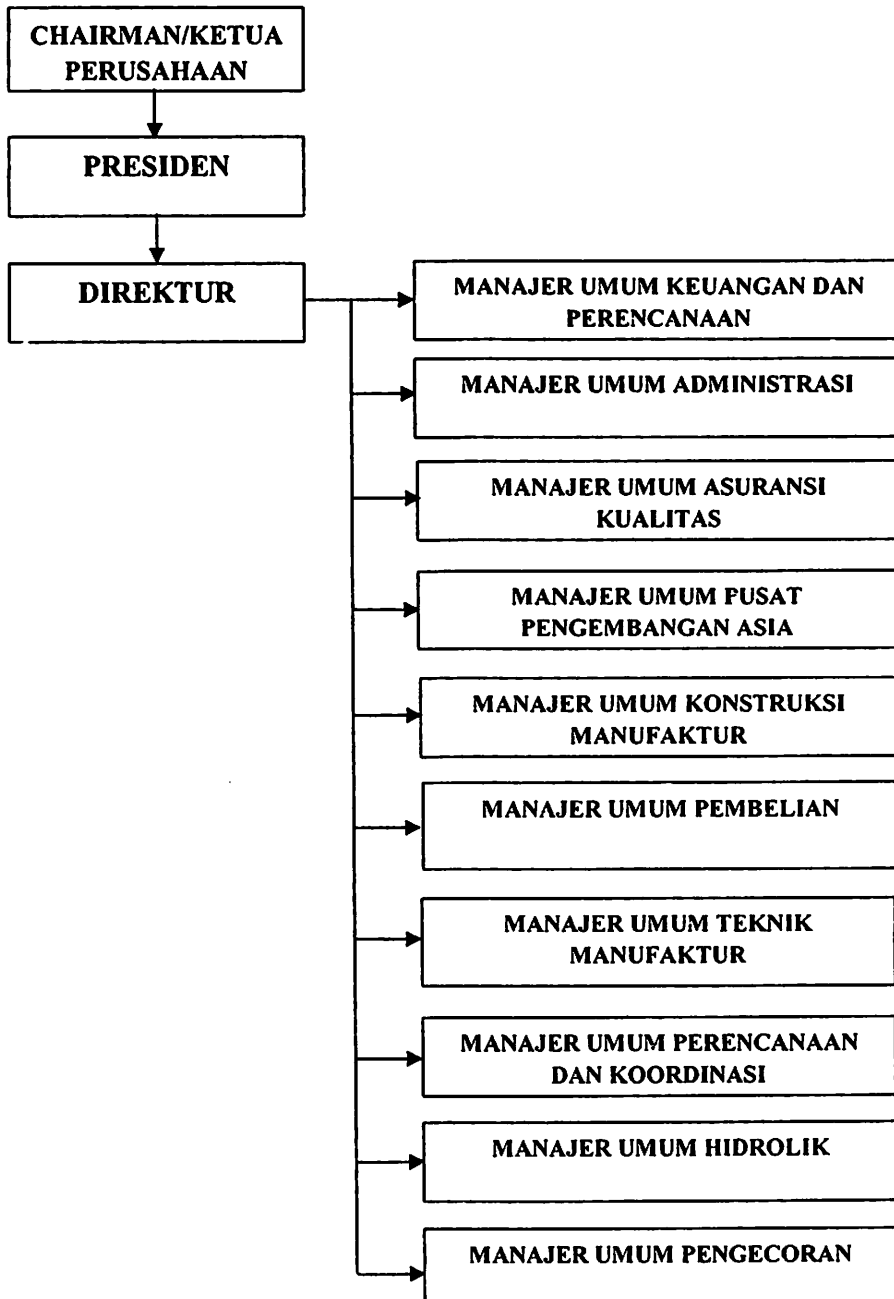 CHAIRMAN/KETUA
PERUSAHAAN
PRESIDEN
DIREKTUR
MANAJER UMUM KEUANGAN DAN
PERENCANAAN
MANAJER UMUM ADMINISTRASI
MANAJER UMUM ASURANSI
KUALITAS
MANAJER UMUM PUSAT
PENGEMBANGAN ASIA
MANAJER UMUM KONSTRUKSI
MANUFAKTUR
MANAJER UMUM PEMBELIAN
MANAJER UMUM TEKNIK
MANUFAKTUR
MANAJER UMUM PERENCANAAN
DAN KOORDINASI
MANAJER UMUM HIDROLIK
MANAJER UMUM PENGECORAN